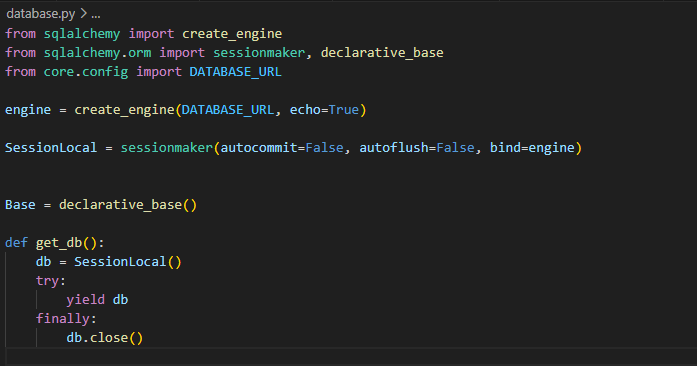 database.py > ...
from sqlalchemy import create_engine
from sqlalchemy.orm import sessionmaker, declarative_base
from core.config import DATABASE_URL
engine = create_engine(DATABASE_URL, echo=True)
SessionLocal = sessionmaker(autocommit=False, autoflush=False, bind=engine)
Base = declarative_base()
def get_db():
    db = SessionLocal()
    try:
        yield db
    finally:
        db.close()